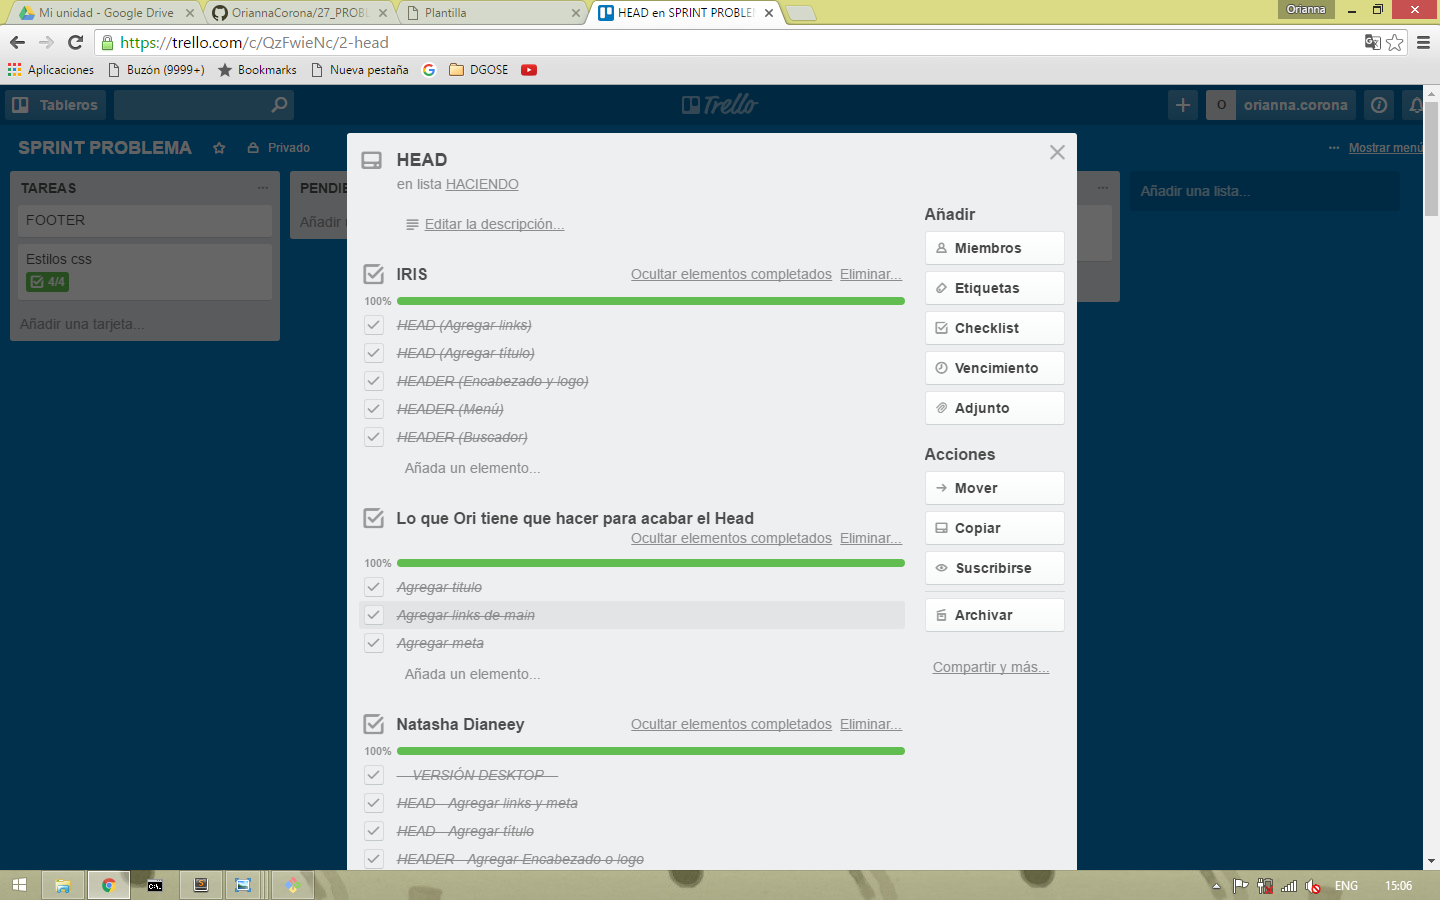 Mi unidad - Google Drive
OriannaCorona/27_PROBL
Plantilla
HEAD en SPRINT PROBLE
Orianna
https://trello.com/c/QzFwieNc/2-head
Aplicaciones
Buzón (9999+)
Bookmarks
Nueva pestaña
DGOSE
Tableros
Trello
O
orianna.corona
SPRINT PROBLEMA
Privado
Mostrar menú
TAREAS
FOOTER
Estilos css
4/4
Añadir una tarjeta...
PENDIE
Añadir
Añadir una lista...
HEAD
en lista HACIENDO
Editar la descripción...
IRIS
Ocultar elementos completados
Eliminar...
100%
HEAD (Agregar links)
HEAD (Agregar título)
HEADER (Encabezado y logo)
HEADER (Menú)
HEADER (Buscador)
Añada un elemento...
Lo que Ori tiene que hacer para acabar el Head
Ocultar elementos completados
Eliminar...
100%
Agregar titulo
Agregar links de main
Agregar meta
Añada un elemento...
Natasha Dianeey
Ocultar elementos completados
Eliminar...
100%
VERSIÓN DESKTOP
HEAD - Agregar links y meta
HEAD - Agregar título
HEADER - Agregar Encabezado o logo
Añadir
Miembros
Etiquetas
Checklist
Vencimiento
Adjunto
Acciones
Mover
Copiar
Suscribirse
Archivar
Compartir y más...
ENG
15:06